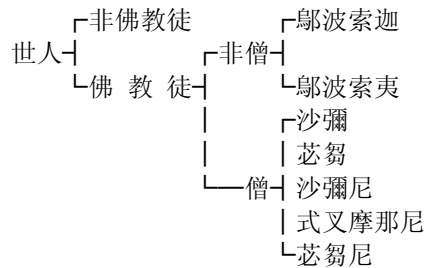 非佛教徒 鄔波索迦
世人 非僧
佛教徒 鄔波索夷
沙彌
苾芻
僧 沙彌尼
式叉摩那尼
苾芻尼